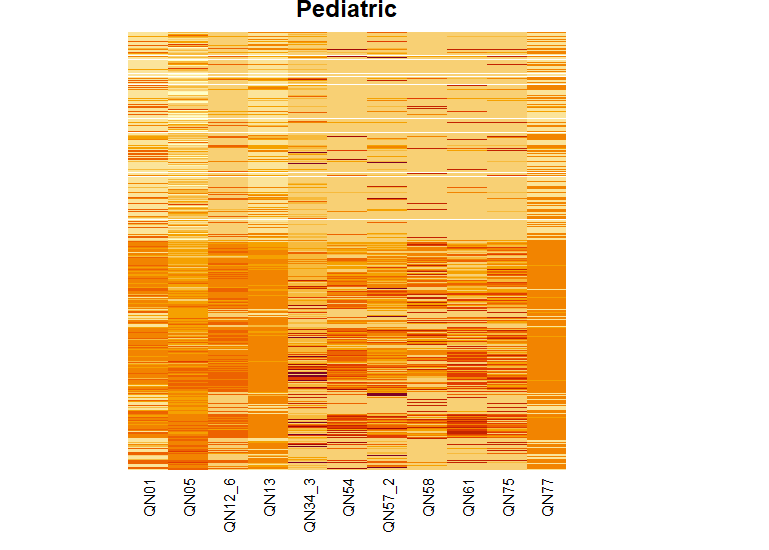 Pediatric
QN01
QN05
QN12_6
QN13
QN34_3
QN54
QN57_2
QN58
QN61
QN75
QN77